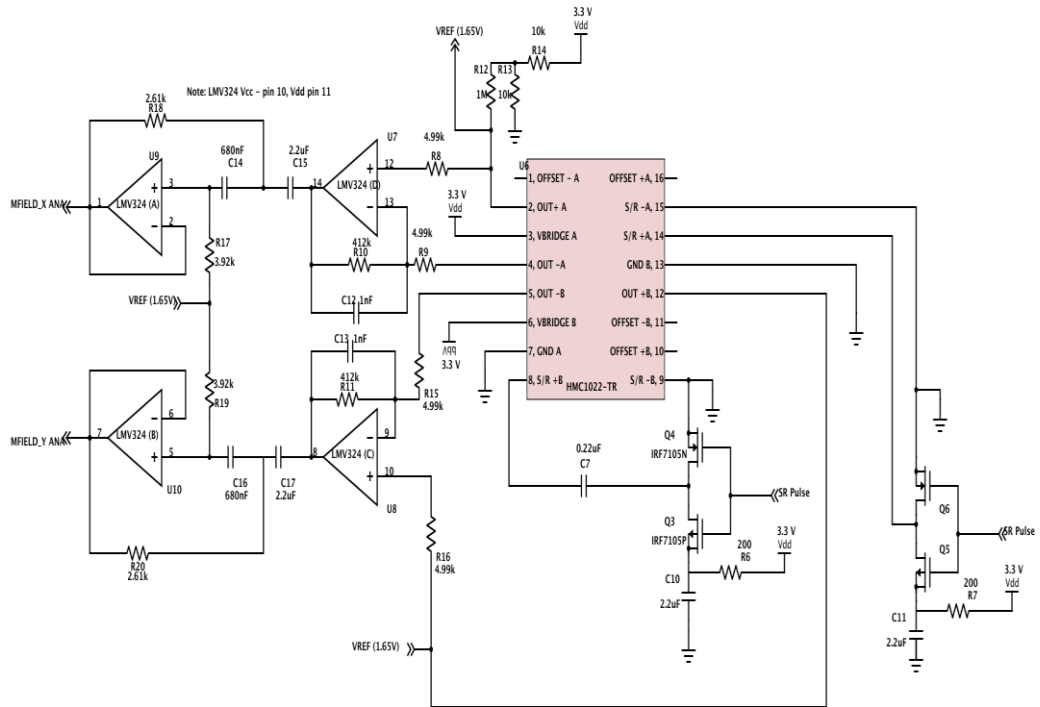 3.3 V
Vdd
10k
R14
VREF (1.65V)
R12
R13
1M
10k
Note: LMV324 Vcc - pin 10, Vdd pin 11
2.61k
R18
680nF
C14
2.2uF
C15
U7
4.99k
R8
U9
3
LMV324 (A)
1
2
MFIELD_X ANA
12
14
LMV324 (D)
13
4.99k
R9
412k
R10
C12 1nF
R17
3.92k
VREF (1.65V)
3.3 V
Vdd
U6
1, OFFSET - A
2, OUT+ A
3, VBRIDGE A
4, OUT -A
5, OUT -B
6, VBRIDGE B
7, GND A
8, S/R +B
OFFSET +A, 16
S/R -A, 15
S/R +A, 14
GND B, 13
OUT +B, 12
OFFSET -B, 11
OFFSET +B, 10
S/R -B, 9
HMC1022-TR
Vdd
3.3 V
C13 1nF
412k
R11
R15
4.99k
3.92k
R19
6
LMV324 (B)
7
5
U10
MFIELD_Y ANA
C16
680nF
C17
2.2uF
8
LMV324 (C)
9
10
U8
R20
2.61k
R16
4.99k
VREF (1.65V)
0.22uF
C7
Q4
IRF7105N
SR Pulse
Q3
IRF7105P
200
R6
3.3 V
Vdd
C10
2.2uF
Q6
SR Pulse
Q5
200
R7
3.3 V
Vdd
C11
2.2uF